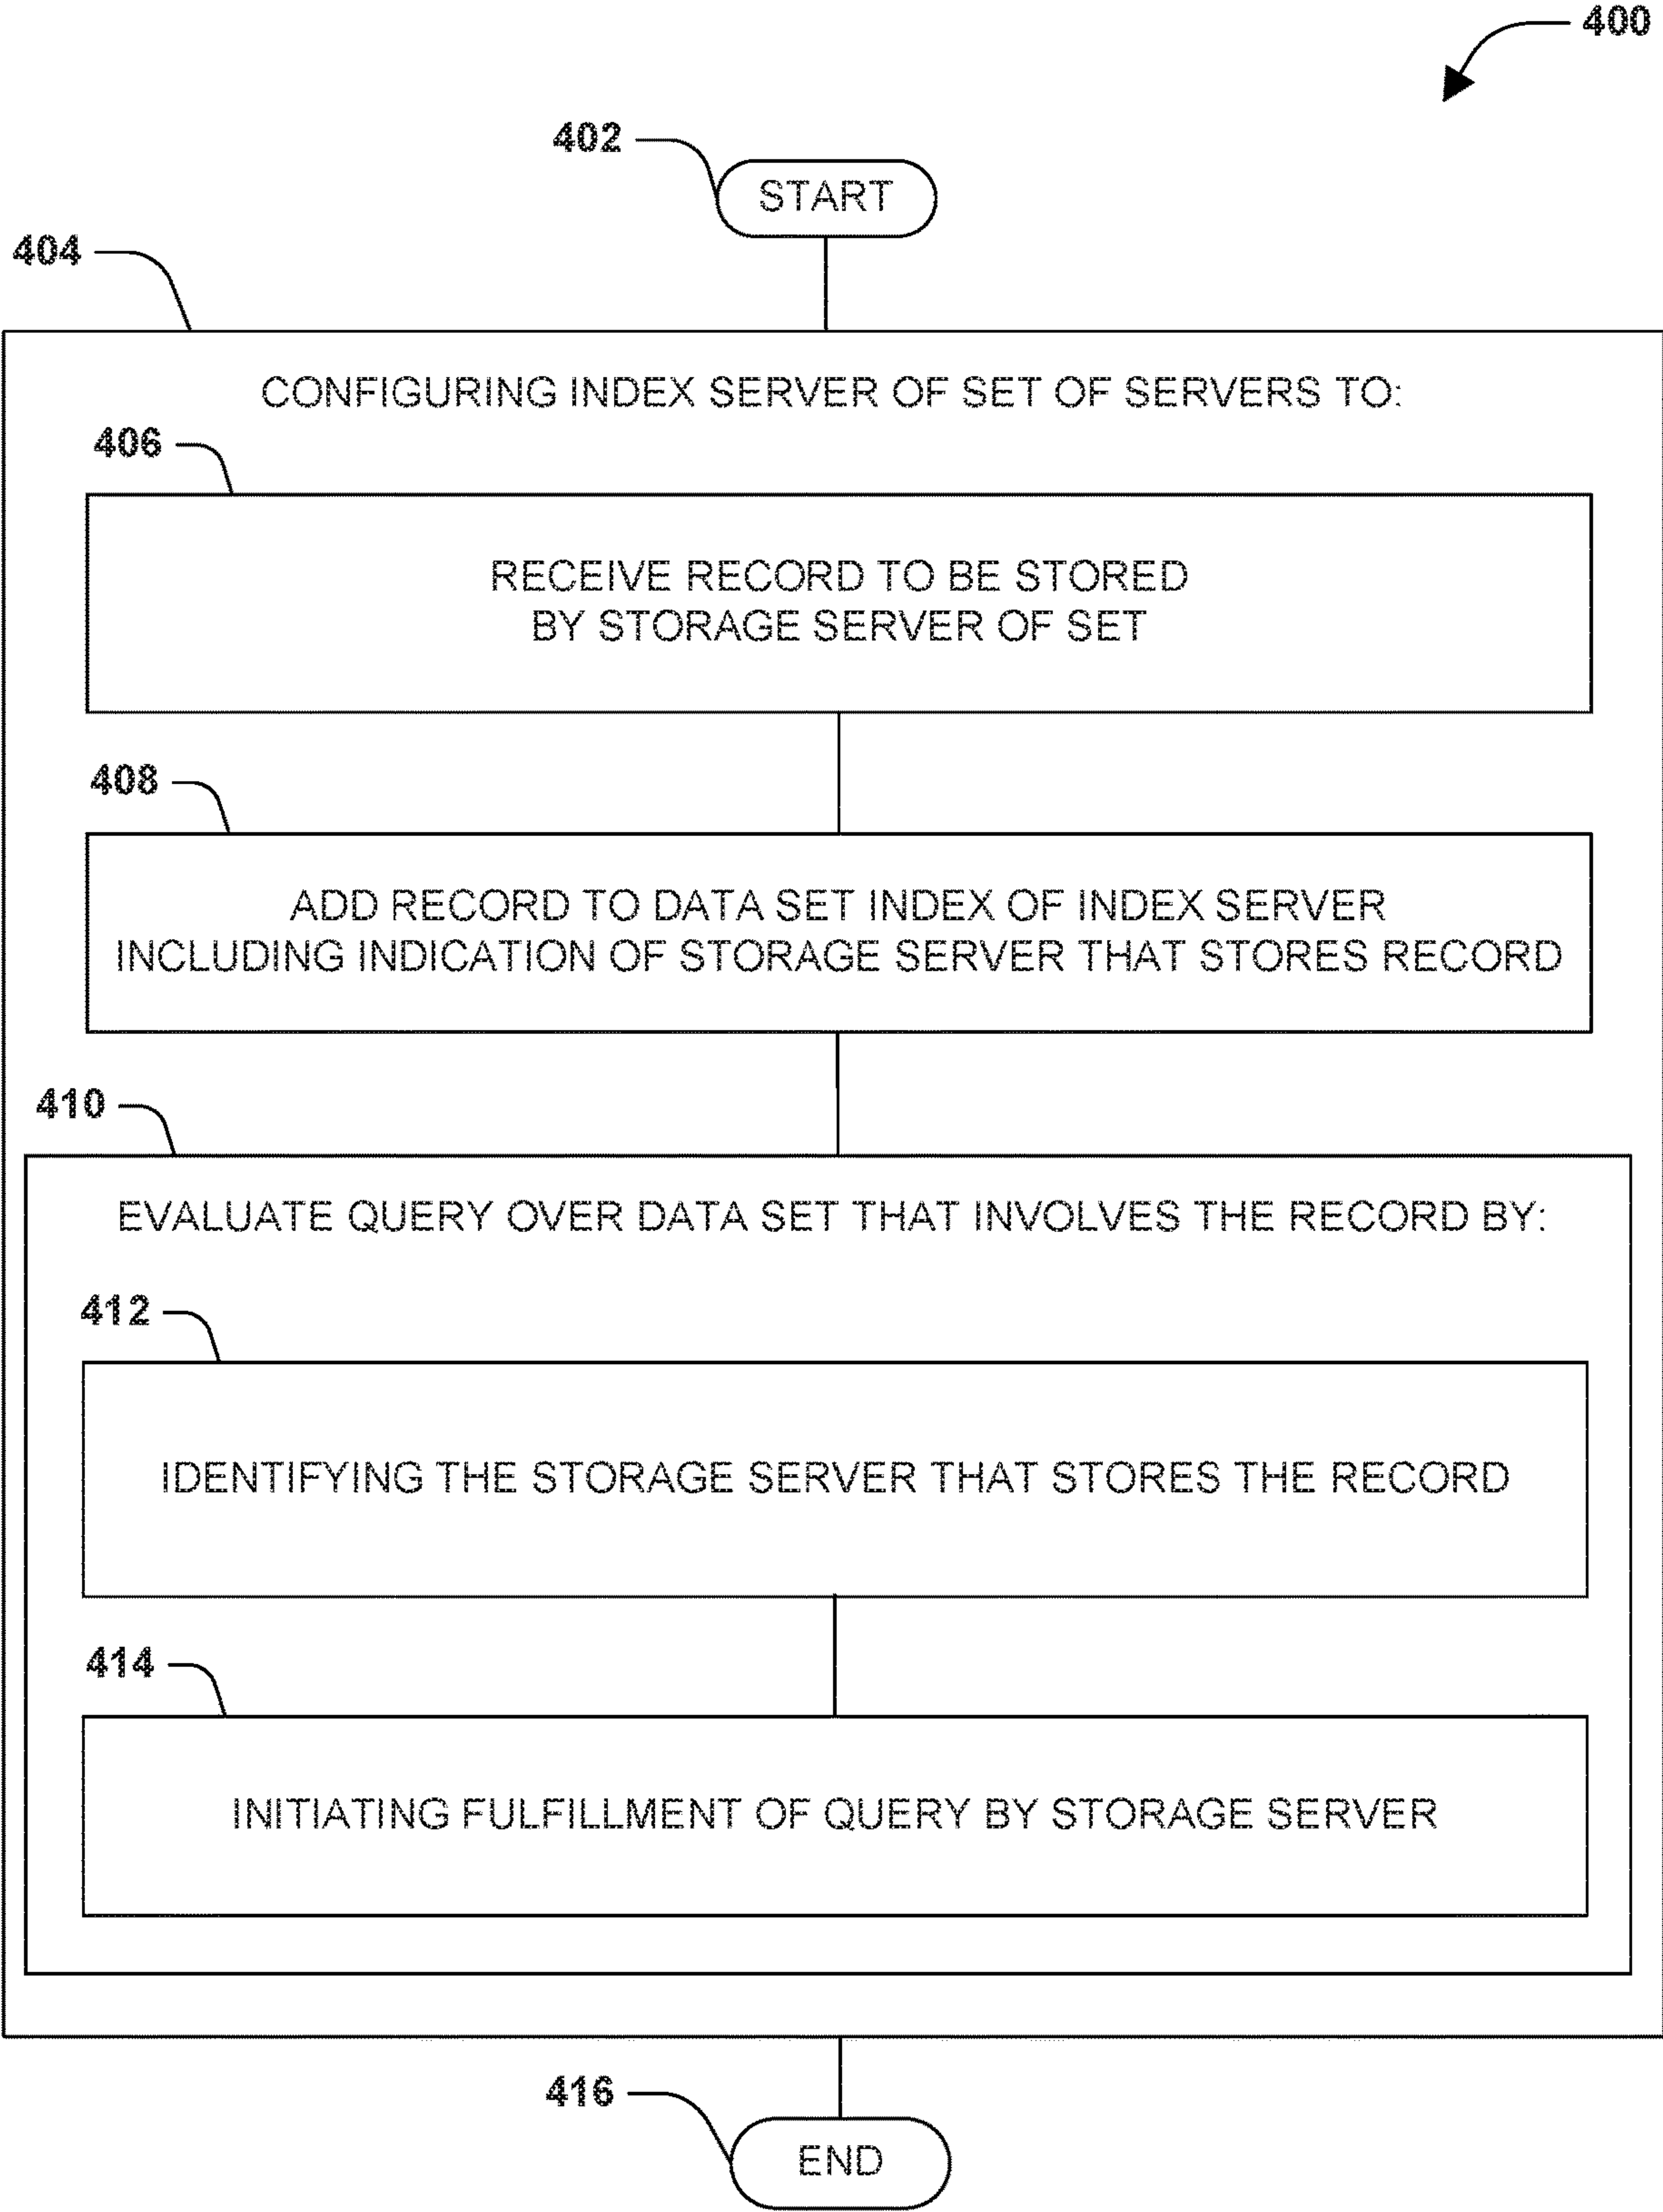 400
402
START
404
CONFIGURING INDEX SERVER OF SET OF SERVERS TO:
406
RECEIVE RECORD TO BE STORED
BY STORAGE SERVER OF SET
408
ADD RECORD TO DATA SET INDEX OF INDEX SERVER
INCLUDING INDICATION OF STORAGE SERVER THAT STORES RECORD
410
EVALUATE QUERY OVER DATA SET THAT INVOLVES THE RECORD BY:
412
IDENTIFYING THE STORAGE SERVER THAT STORES THE RECORD
414
INITIATING FULFILLMENT OF QUERY BY STORAGE SERVER
416
END